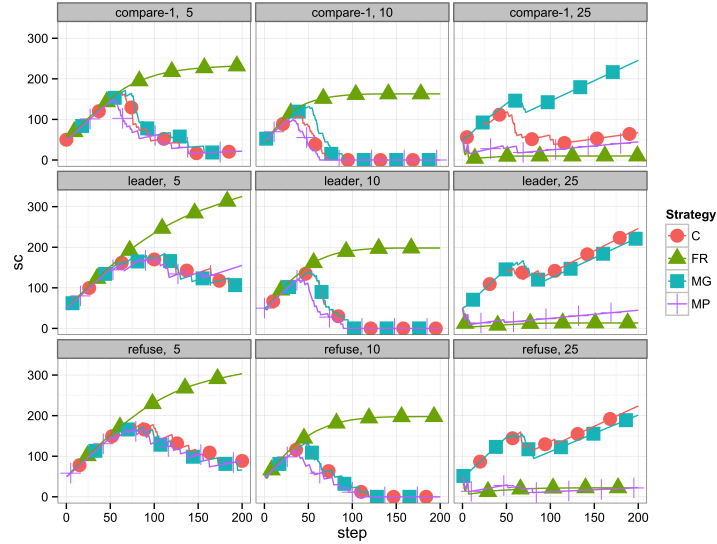 compare-1, 5
compare-1, 10
compare-1, 25
300
200
100
0
leader, 5
leader, 10
leader, 25
300
200
100
0
refuse, 5
refuse, 10
refuse, 25
300
200
100
0
sc
0 50 100 150 200
0 50 100 150 200
0 50 100 150 200
step
Strategy
C
FR
MG
MP